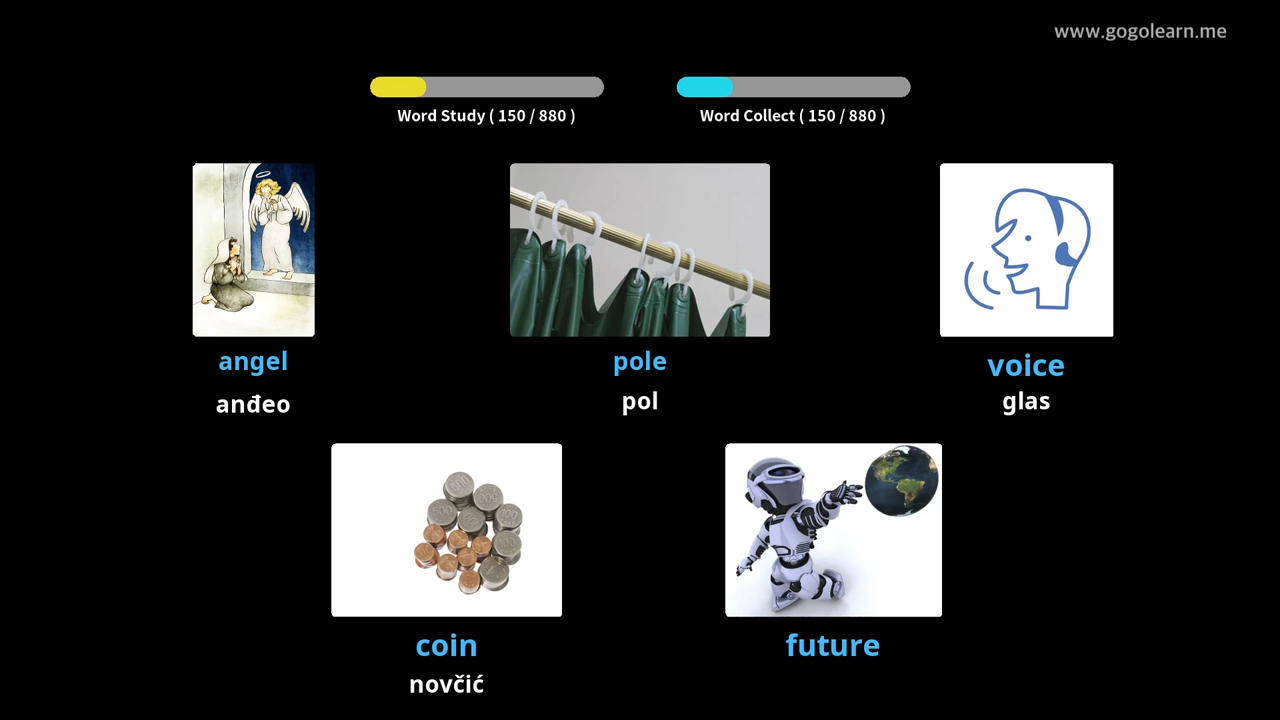 www.gogolearn.me
Word Study ( 150 / 880 )
Word Collect ( 150 / 880 )
angel
pole
voice
anđeo
pol
glas
coin
future
novčić